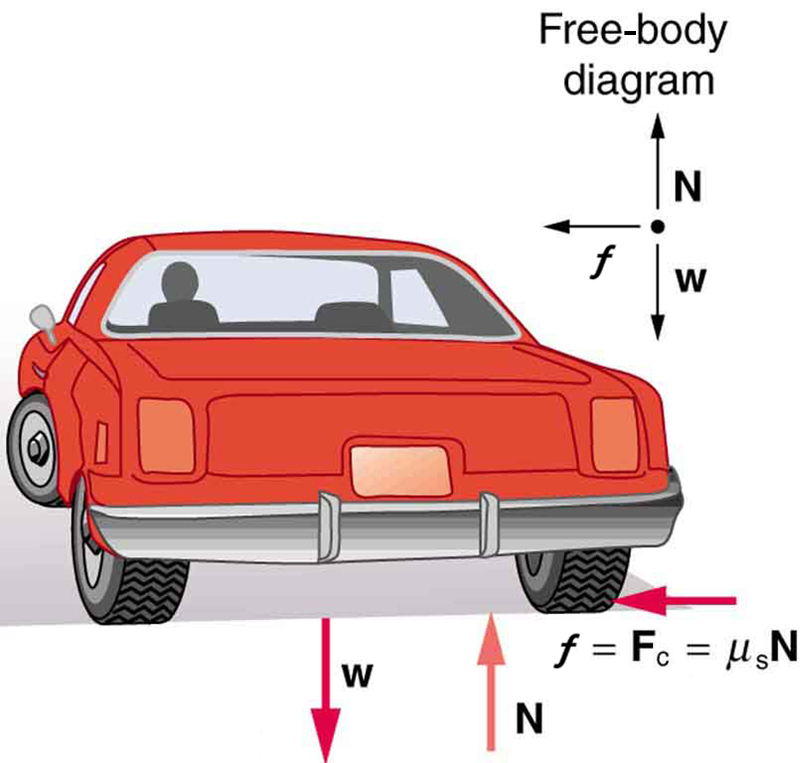 Free-body
diagram
N
f
w
f = Fc = μsN
w
N